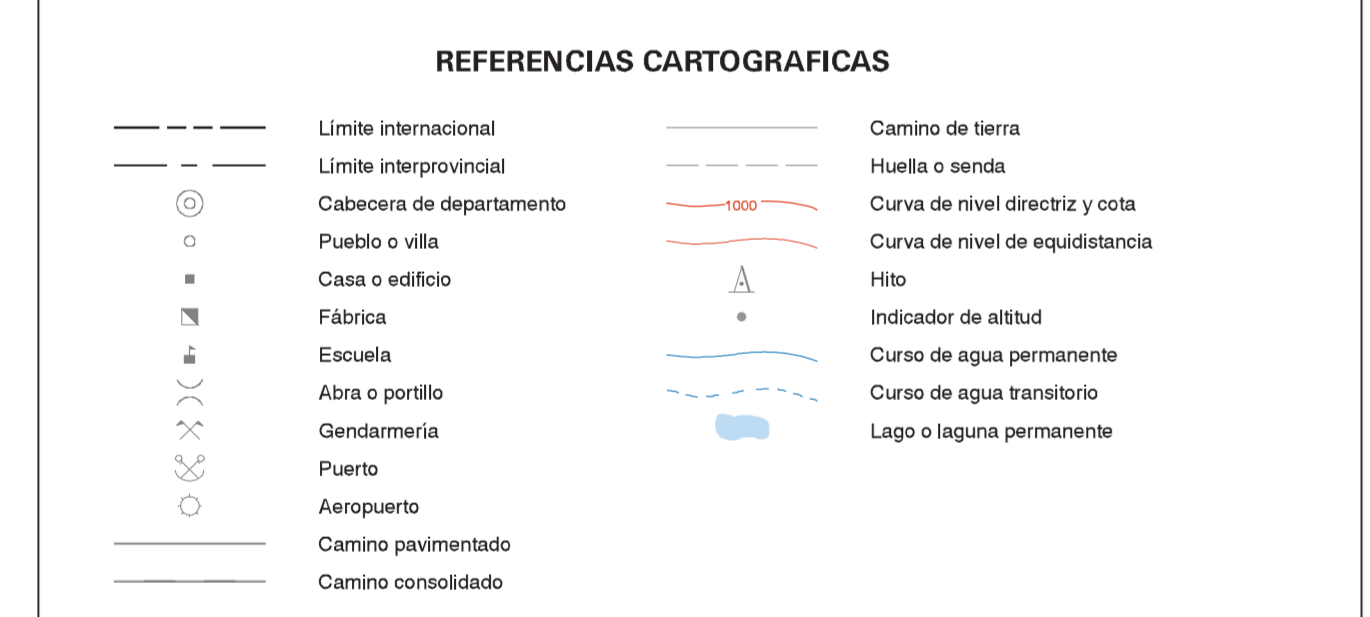 REFERENCIAS CARTOGRAFICAS
Límite internacional
Límite interprovincial
Cabecera de departamento
Pueblo o villa
Casa o edificio
Fábrica
Escuela
Abra o portillo
Gendarmería
Puerto
Aeropuerto
Camino pavimentado
Camino consolidado
Camino de tierra
Huella o senda
1000
Curva de nivel directriz y cota
Curva de nivel de equidistancia
Hito
Indicador de altitud
Curso de agua permanente
Curso de agua transitorio
Lago o laguna permanente